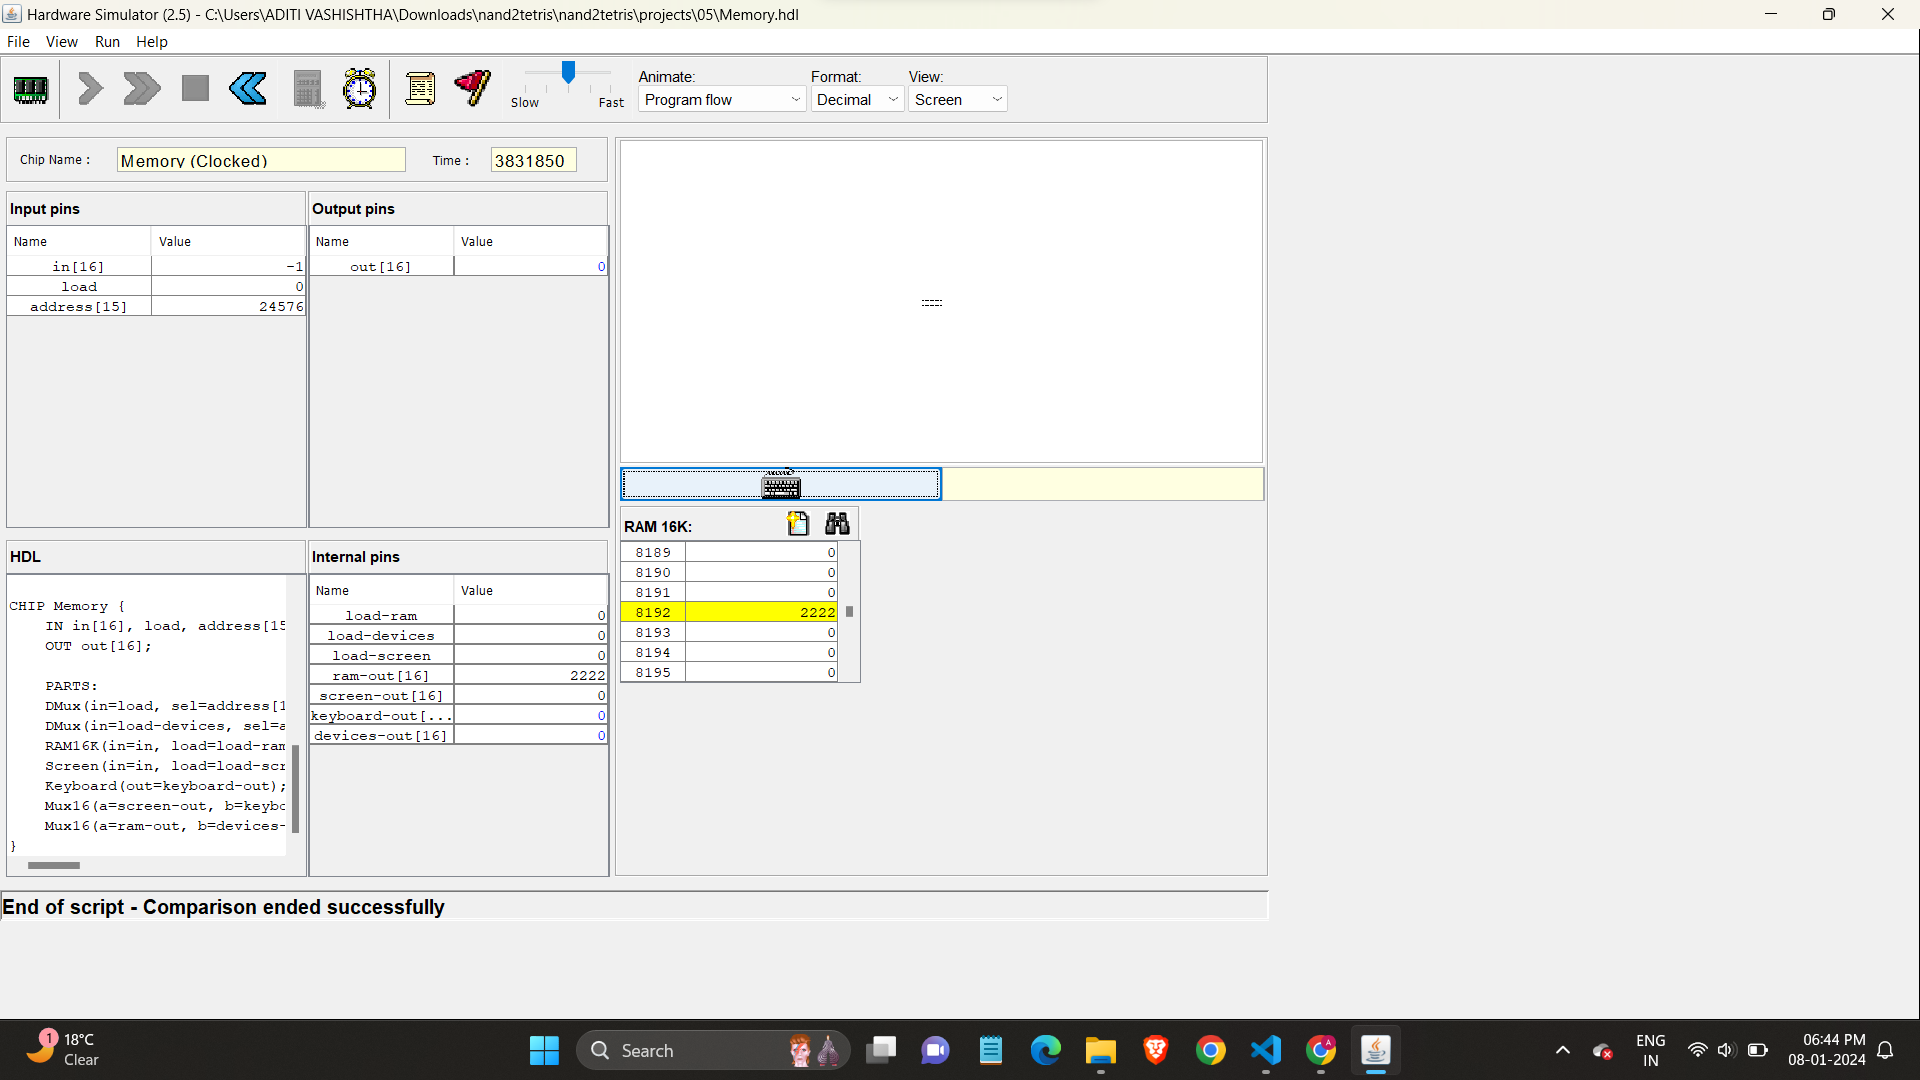 Hardware Simulator (2.5) - C:\Users\ADITI VASHISHTHA\Downloads\nand2tetris\nand2tetris\projects\05\Memory.hdl
File View Run Help
Slow Fast
Animate: Format: View:
Program flow Decimal Screen
Chip Name : Memory (Clocked) Time : 3831850
Input pins
Name Value
in[16] -1
load 0
address[15] 24576
Output pins
Name Value
out[16] 0
HDL
CHIP Memory {
IN in[16], load, address[15
OUT out[16];
PARTS:
DMux(in=load, sel=address[1
DMux(in=load-devices, sel=a
RAM16K(in=in, load=load-ram
Screen(in=in, load=load-scr
Keyboard(out=keyboard-out);
Mux16(a=screen-out, b=keybo
Mux16(a=ram-out, b=devices-
}
Internal pins
Name Value
load-ram 0
load-devices 0
load-screen 0
ram-out[16] 2222
screen-out[16] 0
keyboard-out[... 0
devices-out[16] 0
RAM 16K:
8189 0
8190 0
8191 0
8192 2222
8193 0
8194 0
8195 0
End of script - Comparison ended successfully
1
18°C
Clear
Search
A
ENG
IN
06:44 PM
08-01-2024